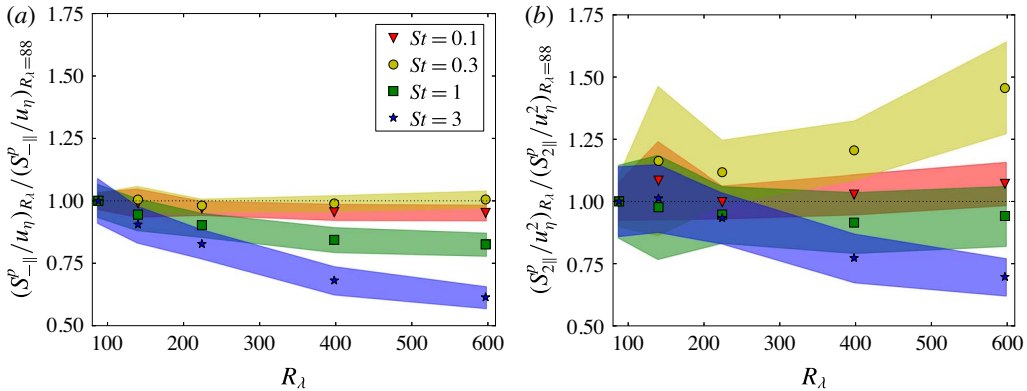 (a)
1.75
1.50
1.25
1.00
0.75
0.50
100 200 300 400 500 600
R_λ
(S^p_{-∥}/u_η)_{R_λ}/(S^p_{-∥}/u_η)_{R_λ=88}
St = 0.1
St = 0.3
St = 1
St = 3
(b)
1.75
1.50
1.25
1.00
0.75
0.50
100 200 300 400 500 600
R_λ
(S^p_{2∥}/u^2_η)_{R_λ}/(S^p_{2∥}/u^2_η)_{R_λ=88}